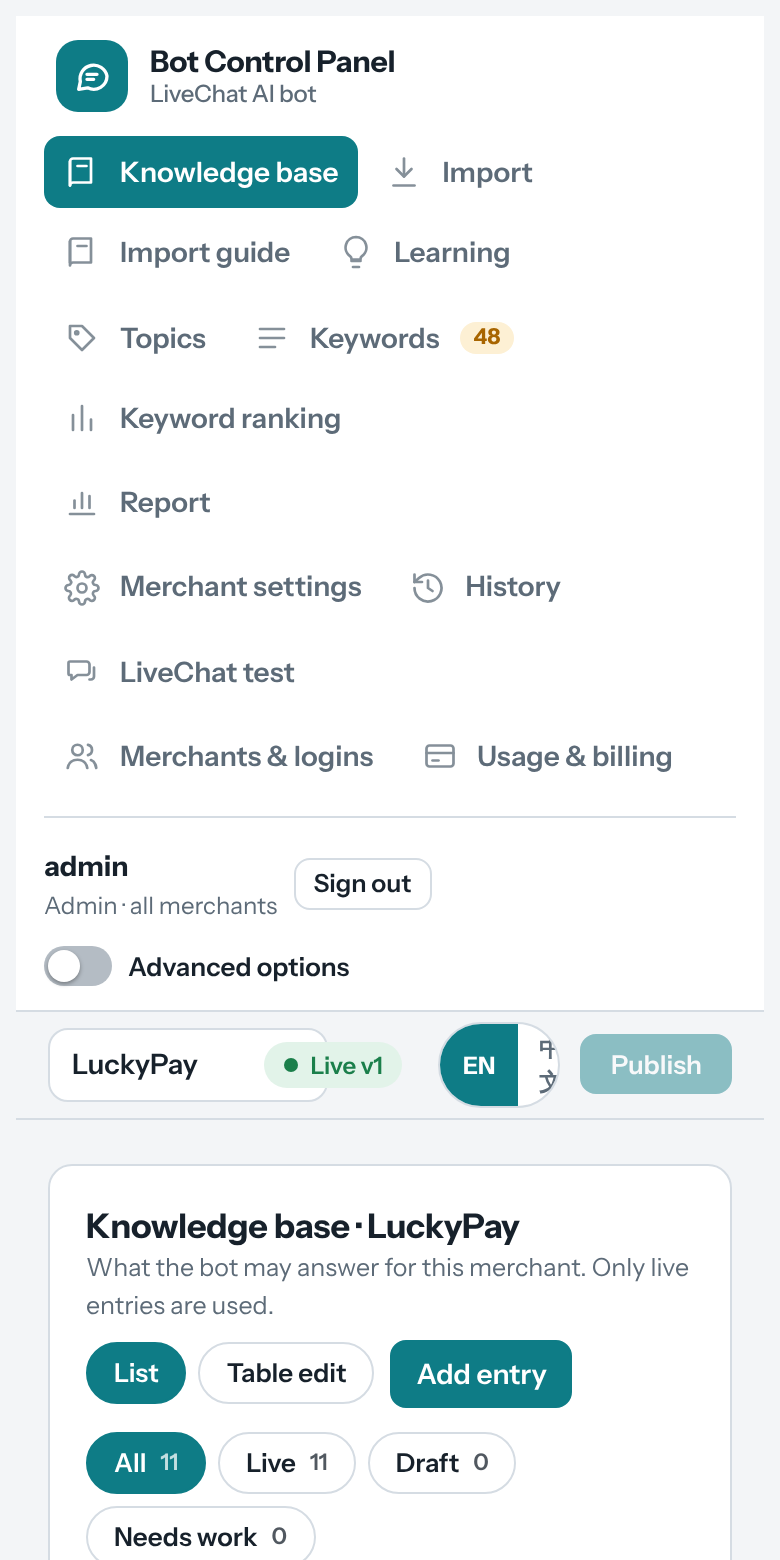 Bot Control Panel
LiveChat AI bot
Knowledge base
Import
Import guide
Learning
Topics
Keywords 48
Keyword ranking
Report
Merchant settings
History
LiveChat test
Merchants & logins
Usage & billing
admin
Admin · all merchants
Sign out
Advanced options
LuckyPay
Live v1
EN
中
文
Publish
Knowledge base · LuckyPay
What the bot may answer for this merchant. Only live
entries are used.
List
Table edit
Add entry
All 11
Live 11
Draft 0
Needs work 0